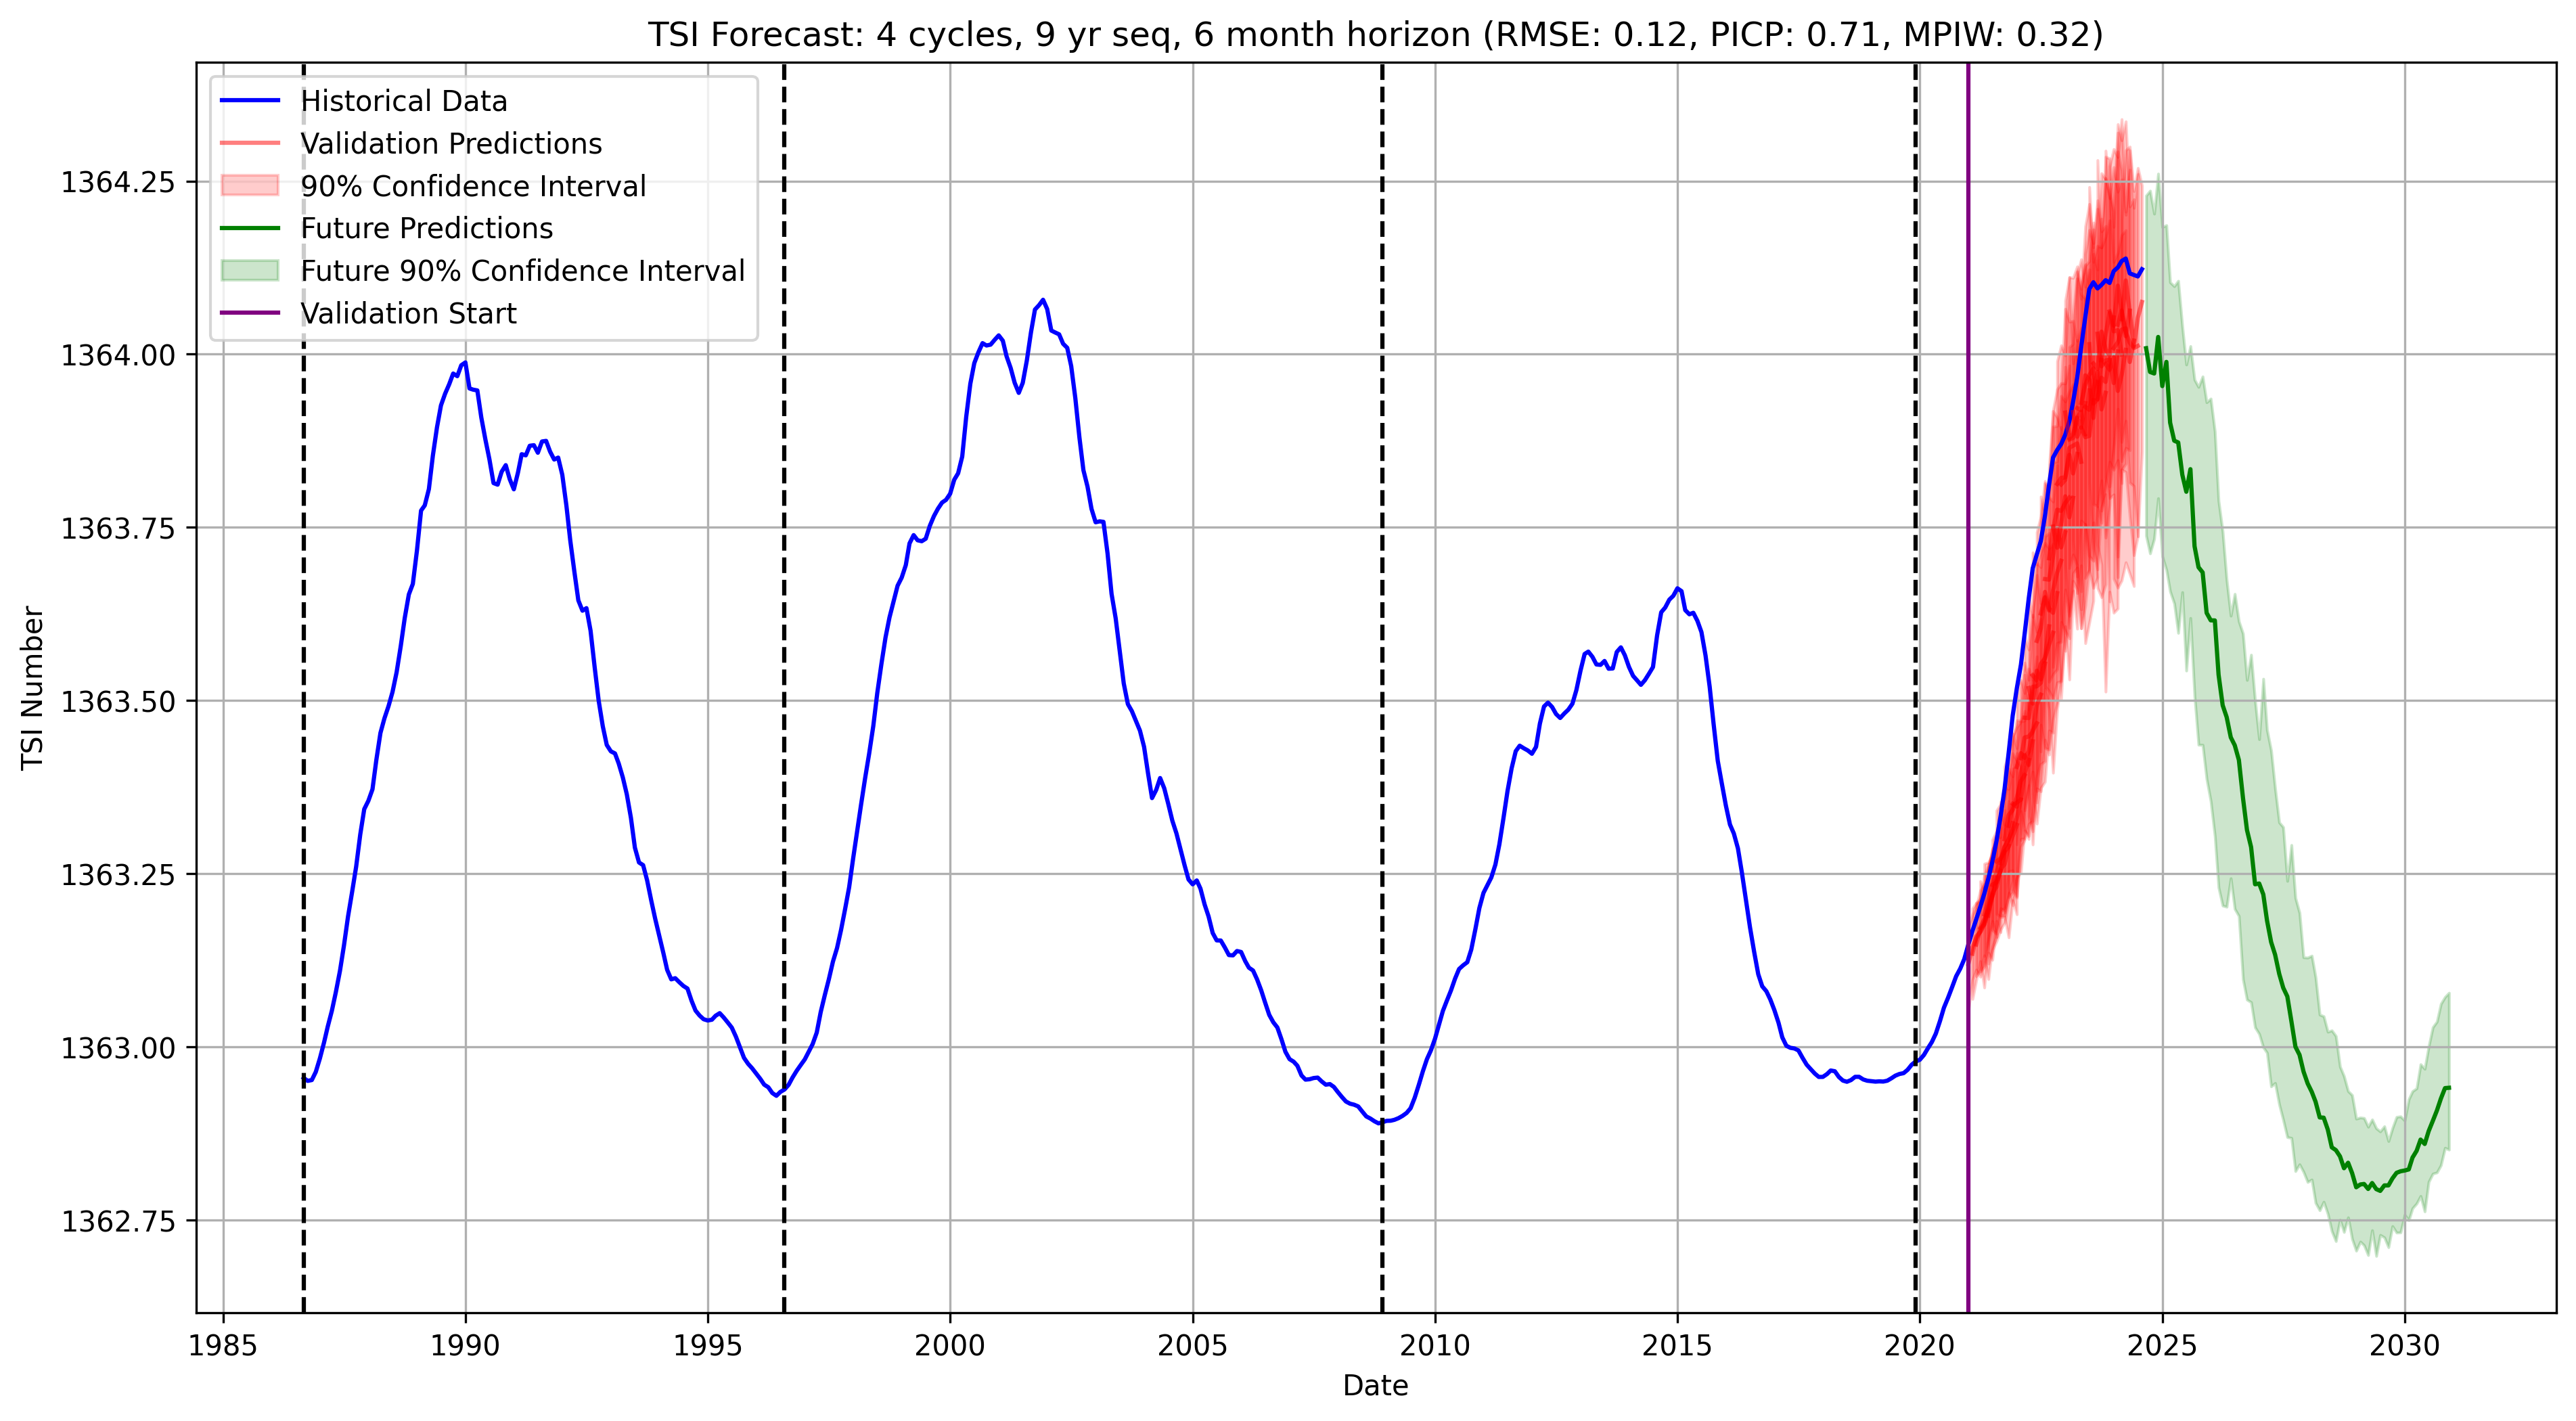 TSI Forecast: 4 cycles, 9 yr seq, 6 month horizon (RMSE: 0.12, PICP: 0.71, MPIW: 0.32)
Historical Data
Validation Predictions
90% Confidence Interval
Future Predictions
Future 90% Confidence Interval
Validation Start
1364.25
1364.00
1363.75
1363.50
1363.25
1363.00
1362.75
TSI Number
1985 1990 1995 2000 2005 2010 2015 2020 2025 2030
Date